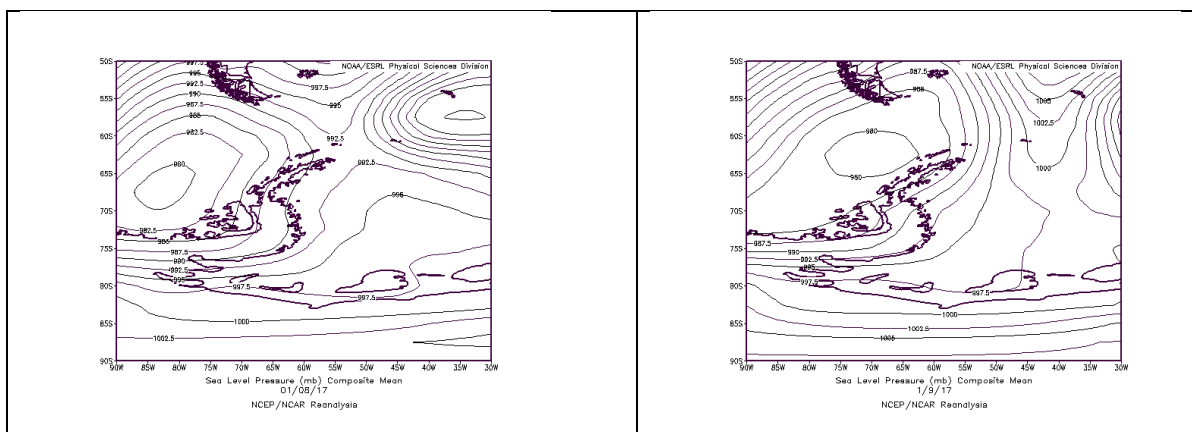 NOAA/ESRL Physical Sciences Division
50S
997.5
995
992.5
990
987.5
985
982.5
980
997.5
995
992.5
992.5
995
982.5
985
987.5
990
992.5
995
997.5
997.5
1000
1002.5
55S
60S
65S
70S
75S
80S
85S
90S
90W 85W 80W 75W 70W 65W 60W 55W 50W 45W 40W 35W 30W
Sea Level Pressure (mb) Composite Mean
01/08/17
NCEP/NCAR Reanalysis
NOAA/ESRL Physical Sciences Division
50S
987.5
985
980
980
1005
1002.5
1000
987.5
990
992.5
995
997.5
997.5
1000
1002.5
1005
55S
60S
65S
70S
75S
80S
85S
90S
90W 85W 80W 75W 70W 65W 60W 55W 50W 45W 40W 35W 30W
Sea Level Pressure (mb) Composite Mean
1/9/17
NCEP/NCAR Reanalysis